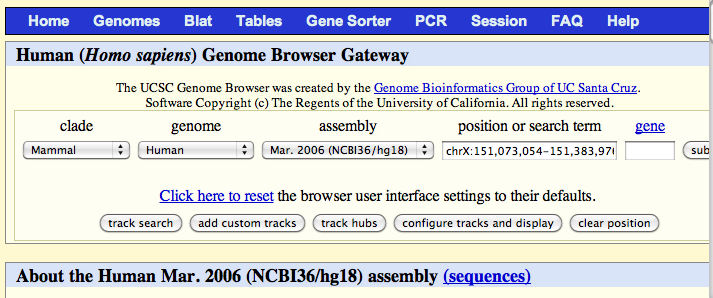 Home Genomes Blat Tables Gene Sorter PCR Session FAQ Help
Human (Homo sapiens) Genome Browser Gateway
The UCSC Genome Browser was created by the Genome Bioinformatics Group of UC Santa Cruz.
Software Copyright (c) The Regents of the University of California. All rights reserved.
clade genome assembly position or search term gene
Mammal Human Mar. 2006 (NCBI36/hg18) chrX:151,073,054-151,383,976 sub
Click here to reset the browser user interface settings to their defaults.
track search add custom tracks track hubs configure tracks and display clear position
About the Human Mar. 2006 (NCBI36/hg18) assembly (sequences)